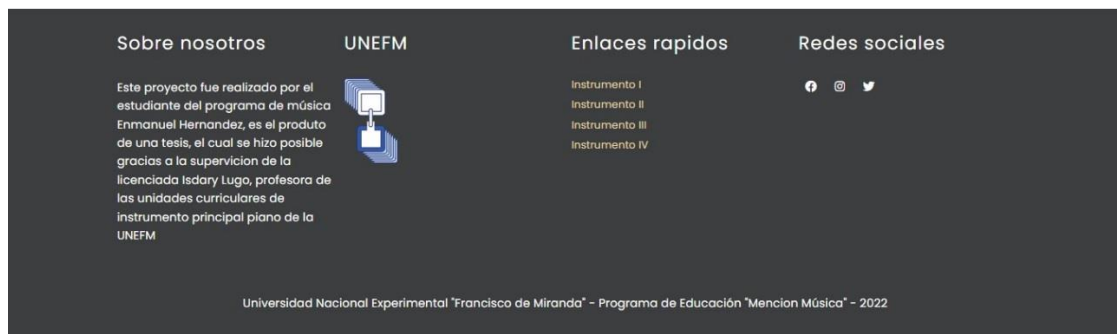 Sobre nosotros
Este proyecto fue realizado por el
estudiante del programa de música
Enmanuel Hernandez, es el produto
de una tesis, el cual se hizo posible
gracias a la supervicion de la
licenciada Isdary Lugo, profesora de
las unidades curriculares de
instrumento principal piano de la
UNEFM
UNEFM
Enlaces rapidos
Instrumento I
Instrumento II
Instrumento III
Instrumento IV
Redes sociales
Universidad Nacional Experimental "Francisco de Miranda" - Programa de Educación "Mencion Música" - 2022